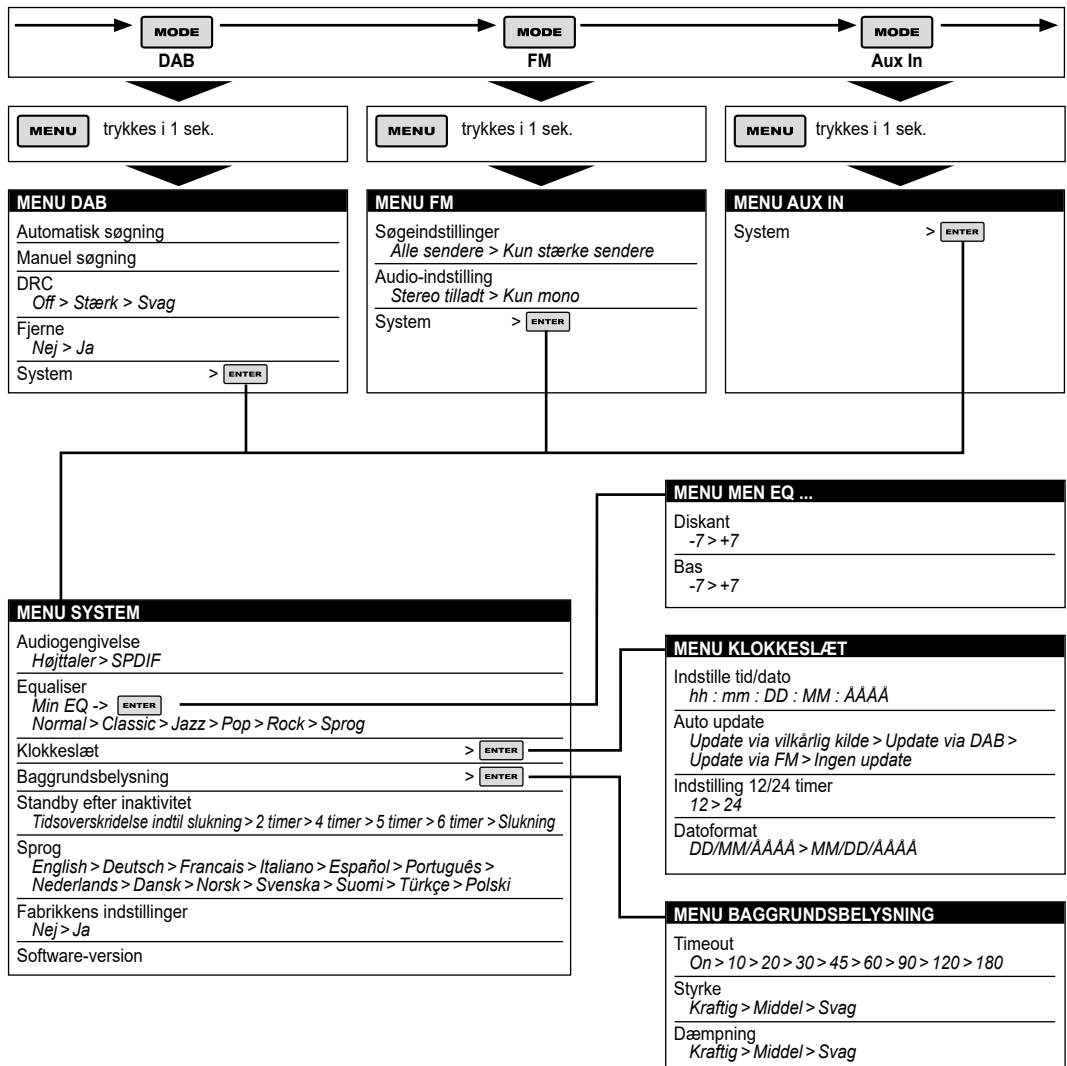 MODE MODE MODE
DAB FM Aux In
MENU trykkes i 1 sek.
MENU trykkes i 1 sek.
MENU trykkes i 1 sek.
MENU DAB
Automatisk søgning
Manuel søgning
DRC
Off > Stærk > Svag
Fjerne
Nej > Ja
System > ENTER
MENU FM
Søgeindstillinger
Alle sendere > Kun stærke sendere
Audio-indstilling
Stereo tilladt > Kun mono
System > ENTER
MENU AUX IN
System > ENTER
MENU SYSTEM
Audiogengivelse
Højttaler > SPDIF
Equaliser
Min EQ -> ENTER
Normal > Classic > Jazz > Pop > Rock > Sprog
Klokkeslæt > ENTER
Baggrundsbelysning > ENTER
Standby efter inaktivitet
Tidsoverskridelse indtil slukning > 2 timer > 4 timer > 5 timer > 6 timer > Slukning
Sprog
English > Deutsch > Francais > Italiano > Español > Português >
Nederlands > Dansk > Norsk > Svenska > Suomi > Türkçe > Polski
Fabrikkens indstillinger
Nej > Ja
Software-version
MENU MEN EQ ...
Diskant
-7 > +7
Bas
-7 > +7
MENU KLOKKESLÆT
Indstille tid/dato
hh : mm : DD : MM : ÅÅÅÅ
Auto update
Update via vilkårlig kilde > Update via DAB >
Update via FM > Ingen update
Indstilling 12/24 timer
12 > 24
Datoformat
DD/MM/ÅÅÅÅ > MM/DD/ÅÅÅÅ
MENU BAGGRUNDSBELYSNING
Timeout
On > 10 > 20 > 30 > 45 > 60 > 90 > 120 > 180
Styrke
Kraftig > Middel > Svag
Dæmpning
Kraftig > Middel > Svag